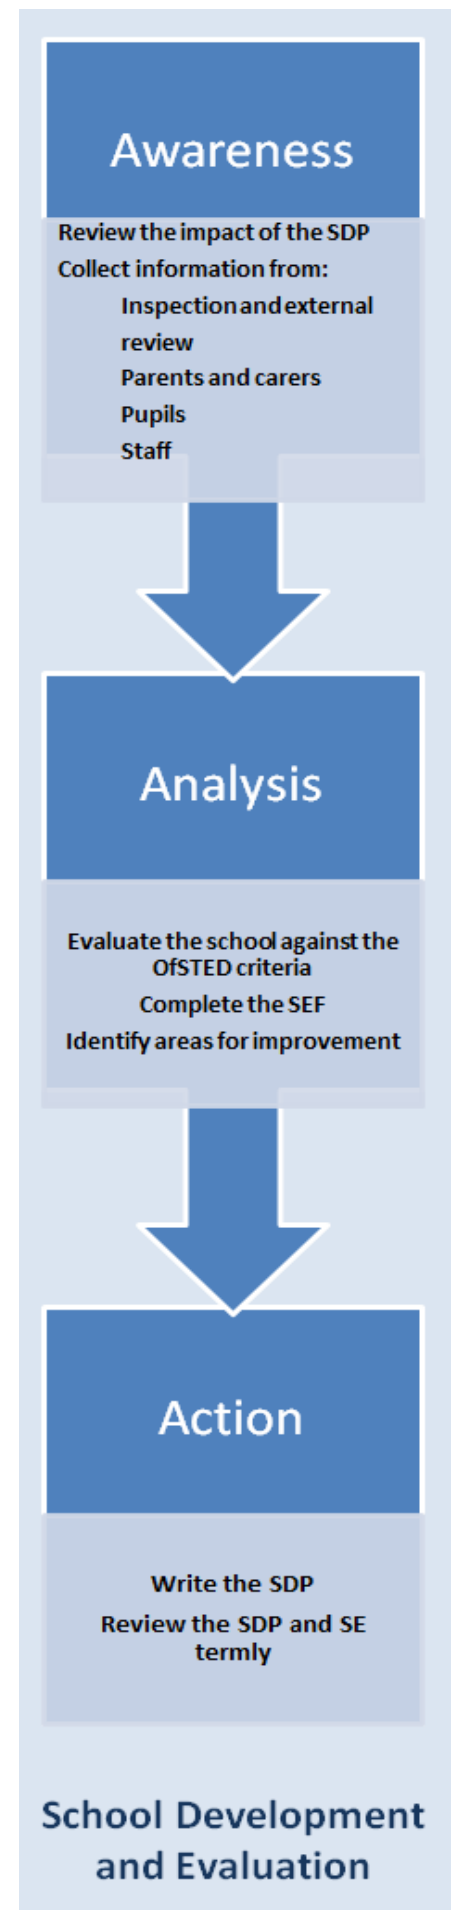 Awareness
Review the impact of the SDP
Collect information from:
Inspection and external
review
Parents and carers
Pupils
Staff
Analysis
Evaluate the school against the
OfSTED criteria
Complete the SEF
Identify areas for improvement
Action
Write the SDP
Review the SDP and SE
termly
School Development
and Evaluation